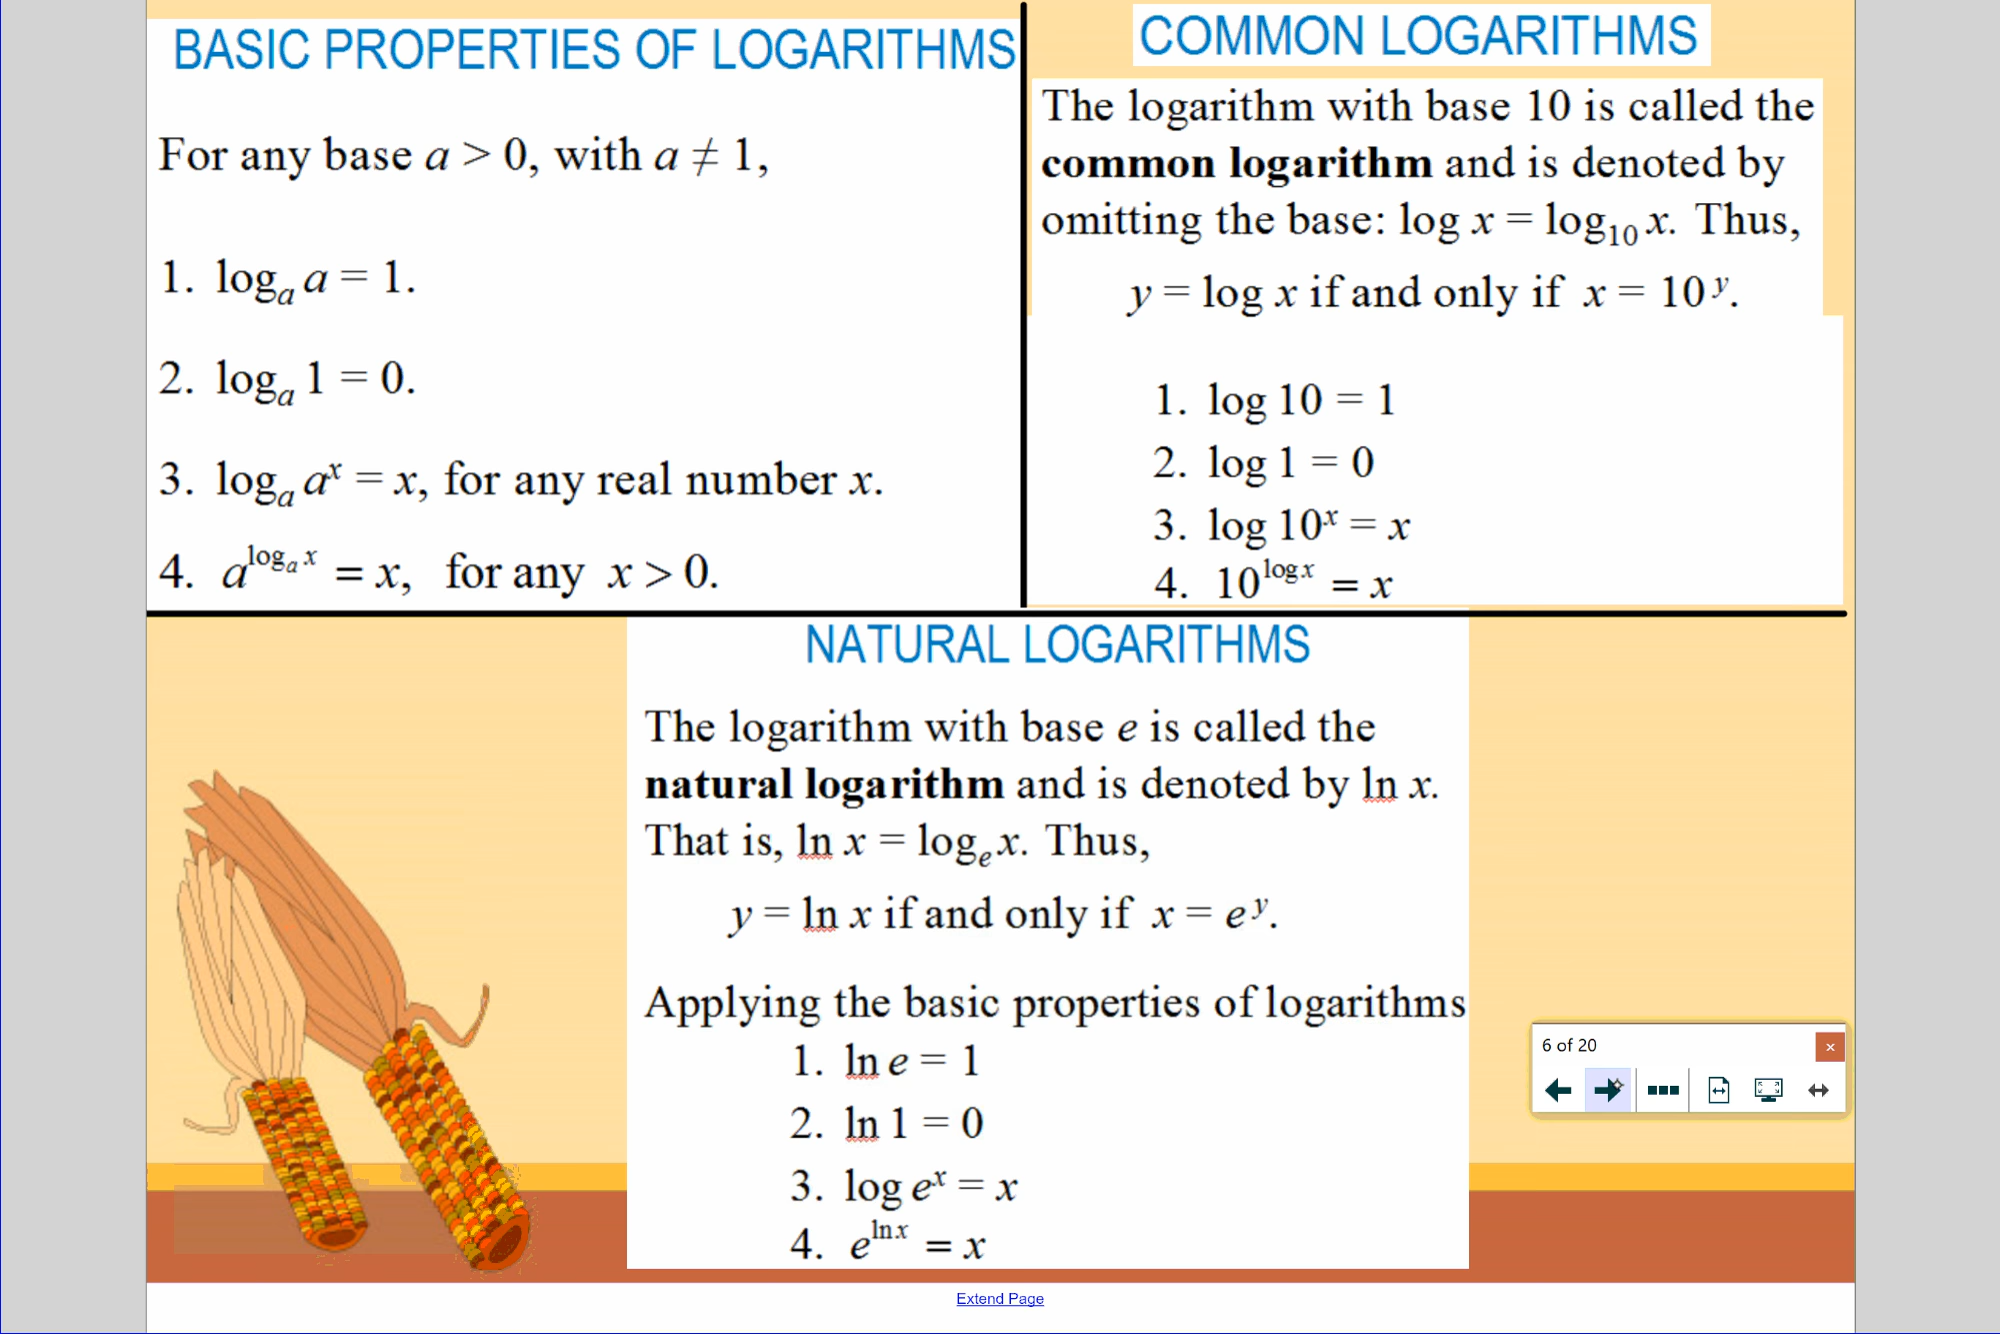 BASIC PROPERTIES OF LOGARITHMS
For any base a > 0, with a ≠ 1,
1. logₐ a = 1.
2. logₐ 1 = 0.
3. logₐ aˣ = x, for any real number x.
4. a^(logₐ x) = x, for any x > 0.
COMMON LOGARITHMS
The logarithm with base 10 is called the
common logarithm and is denoted by
omitting the base: log x = log₁₀ x. Thus,
y = log x if and only if x = 10ʸ.
1. log 10 = 1
2. log 1 = 0
3. log 10ˣ = x
4. 10^(log x) = x
NATURAL LOGARITHMS
The logarithm with base e is called the
natural logarithm and is denoted by ln x.
That is, ln x = logₑ x. Thus,
y = ln x if and only if x = eʸ.
Applying the basic properties of logarithms
1. ln e = 1
2. ln 1 = 0
3. log eˣ = x
4. e^(ln x) = x
6 of 20
Extend Page